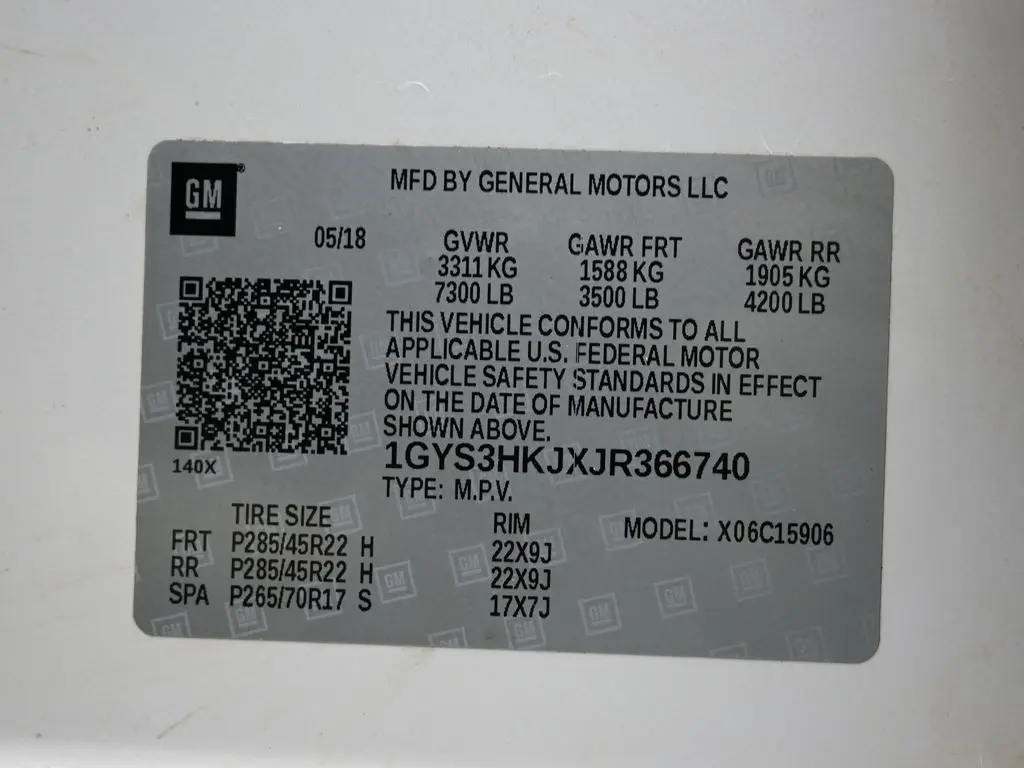 GM
MFD BY GENERAL MOTORS LLC
05/18
GVWR GAWR FRT GAWR RR
3311 KG 1588 KG 1905 KG
7300 LB 3500 LB 4200 LB
THIS VEHICLE CONFORMS TO ALL
APPLICABLE U.S. FEDERAL MOTOR
VEHICLE SAFETY STANDARDS IN EFFECT
ON THE DATE OF MANUFACTURE
SHOWN ABOVE.
140X
1GYS3HKJXJR366740
TYPE: M.P.V.
TIRE SIZE RIM MODEL: X06C15906
FRT P285/45R22 H 22X9J
RR P285/45R22 H 22X9J
SPA P265/70R17 S 17X7J